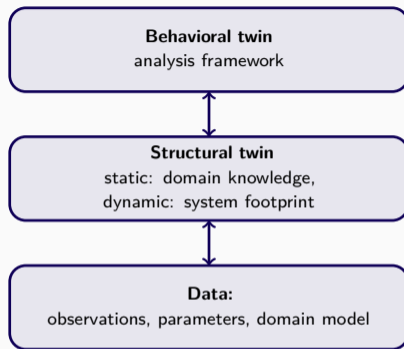 Behavioral twin
analysis framework
Structural twin
static: domain knowledge,
dynamic: system footprint
Data:
observations, parameters, domain model